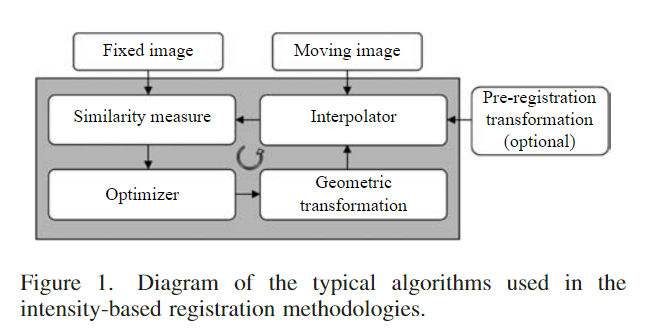 Fixed image
Moving image
Similarity measure
Interpolator
Pre-registration
transformation
(optional)
Optimizer
Geometric
transformation
Figure 1. Diagram of the typical algorithms used in the
intensity-based registration methodologies.